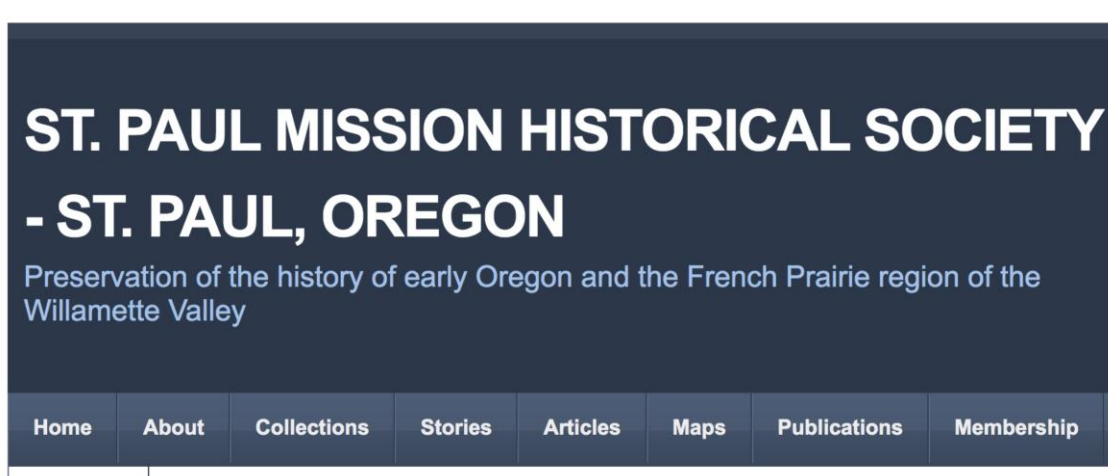 ST. PAUL MISSION HISTORICAL SOCIETY
- ST. PAUL, OREGON
Preservation of the history of early Oregon and the French Prairie region of the
Willamette Valley
Home About Collections Stories Articles Maps Publications Membership